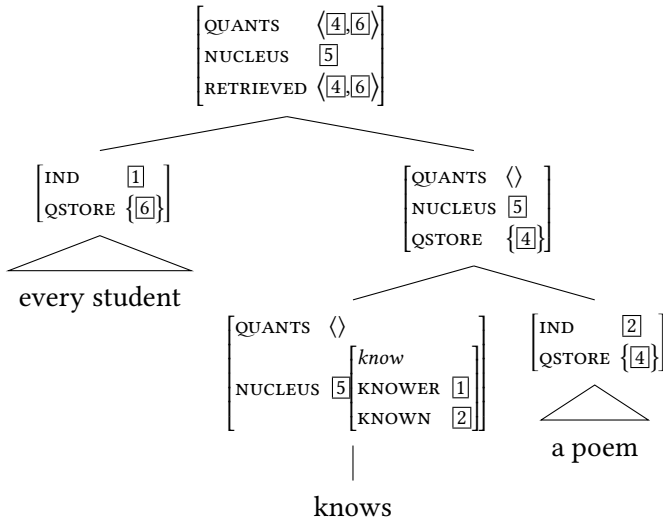 QUANTS ⟨4,6⟩
NUCLEUS 5
RETRIEVED ⟨4,6⟩
IND 1
QSTORE {6}
every student
QUANTS ⟨⟩
NUCLEUS 5
QSTORE {4}
QUANTS ⟨⟩
NUCLEUS 5
know
KNOWER 1
KNOWN 2
knows
IND 2
QSTORE {4}
a poem